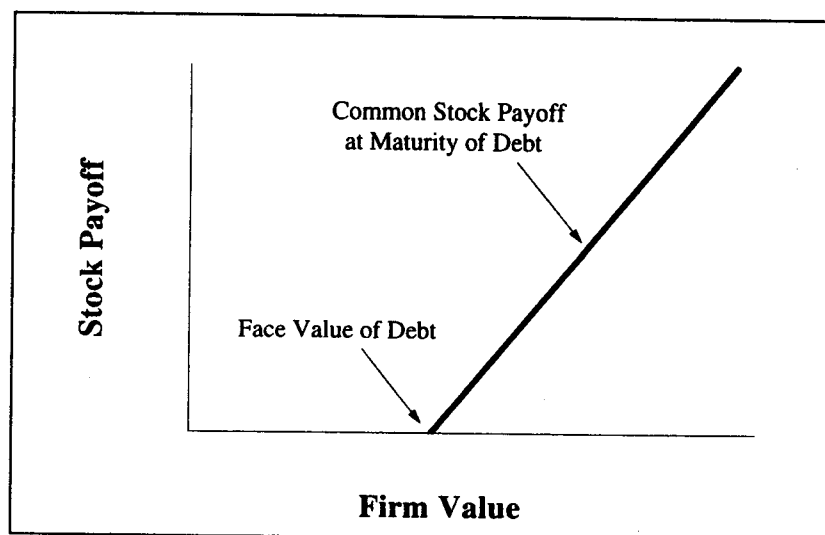 Common Stock Payoff
at Maturity of Debt
Stock Payoff
Face Value of Debt
Firm Value